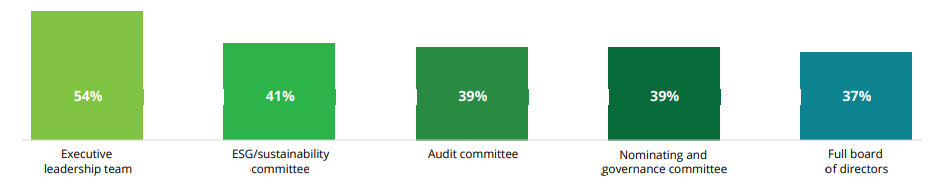 54%
41%
39%
39%
37%
Executive
leadership team
ESG/sustainability
committee
Audit committee
Nominating and
governance committee
Full board
of directors